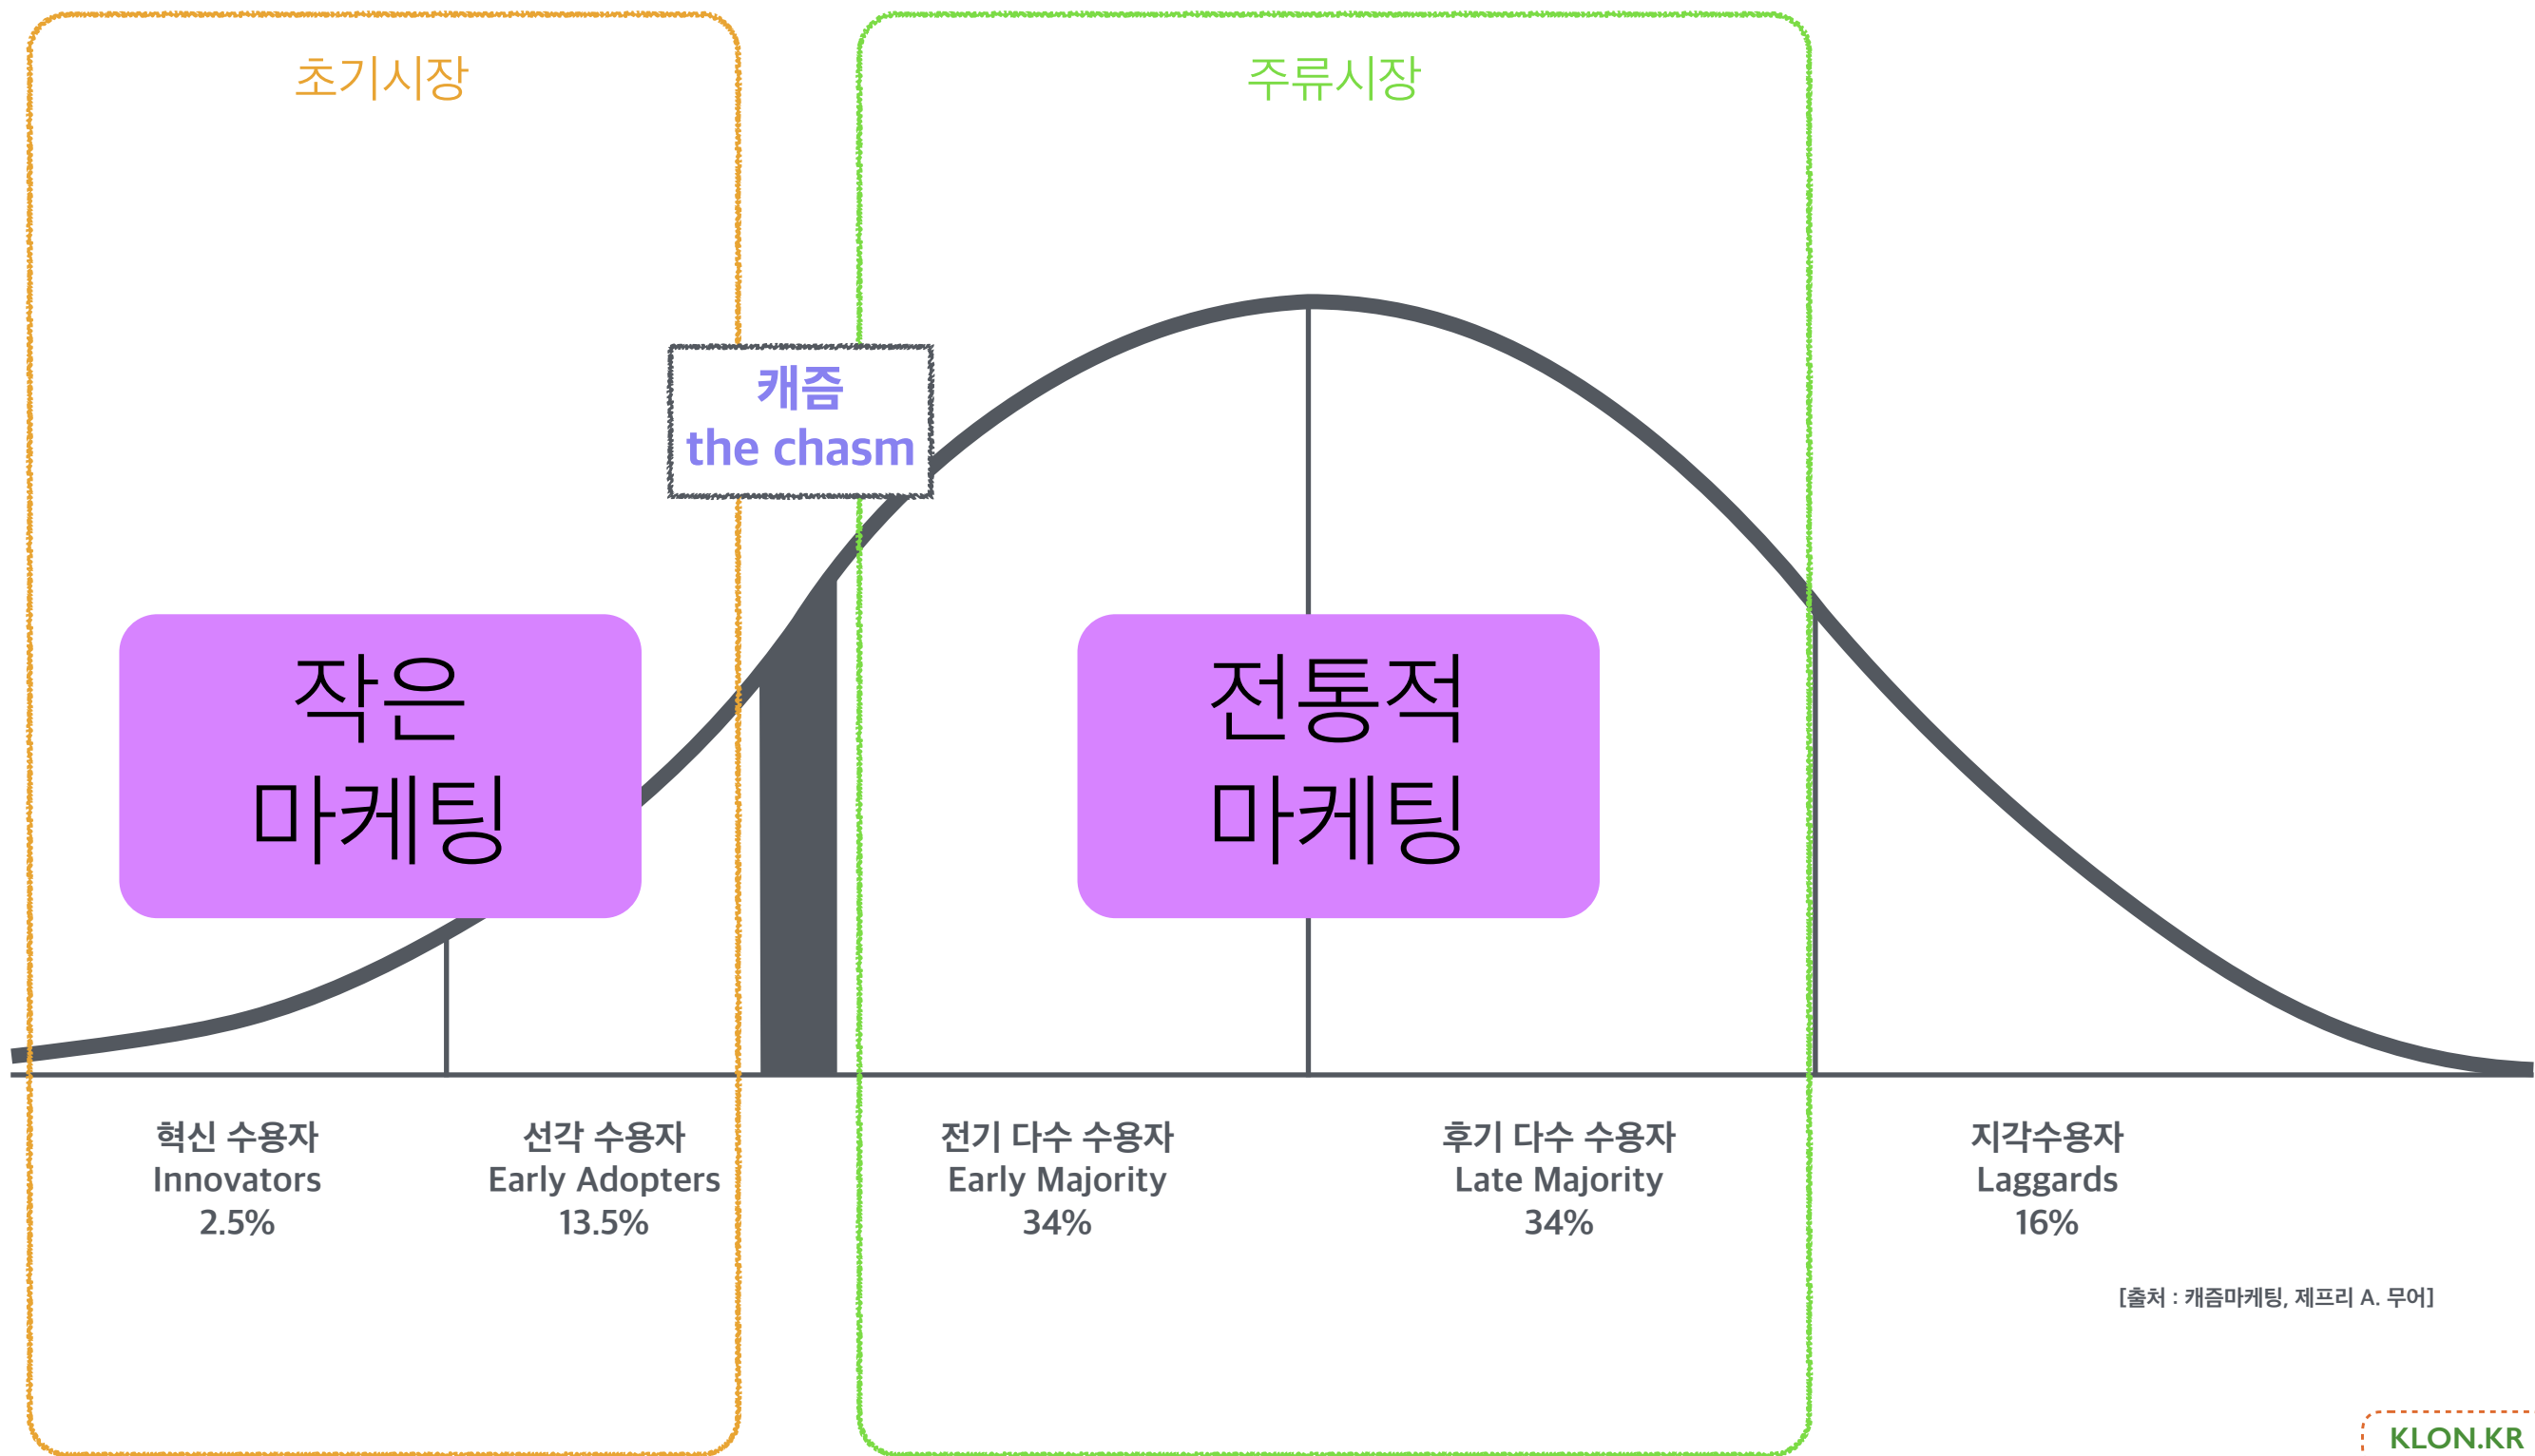 초기시장
주류시장
캐즘
the chasm
작은
마케팅
전통적
마케팅
혁신 수용자
Innovators
2.5%
선각 수용자
Early Adopters
13.5%
전기 다수 수용자
Early Majority
34%
후기 다수 수용자
Late Majority
34%
지각수용자
Laggards
16%
[출처 : 캐즘마케팅, 제프리 A. 무어]
KLON.KR